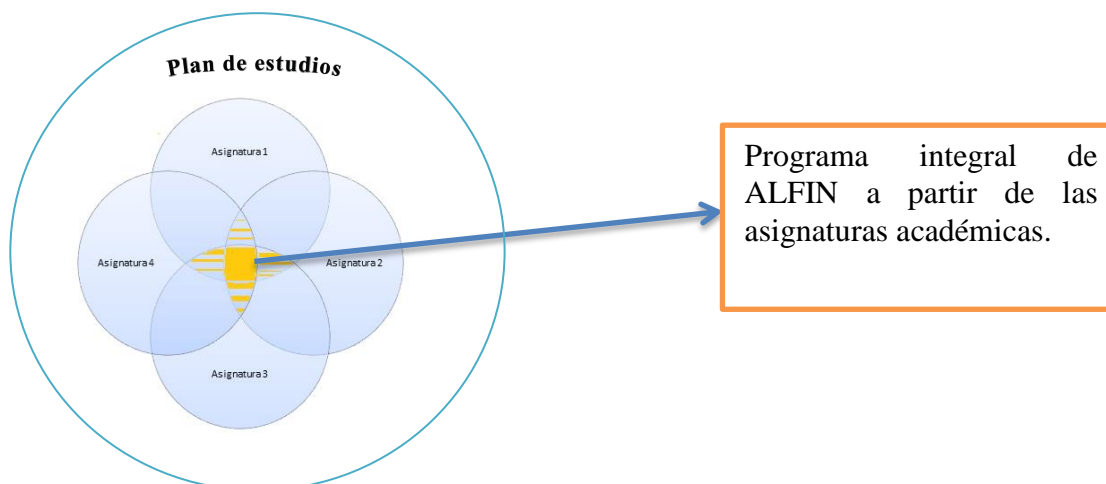 Plan de estudios
Asignatura 1
Asignatura 4
Asignatura 2
Asignatura 3
Programa integral de
ALFIN a partir de las
asignaturas académicas.